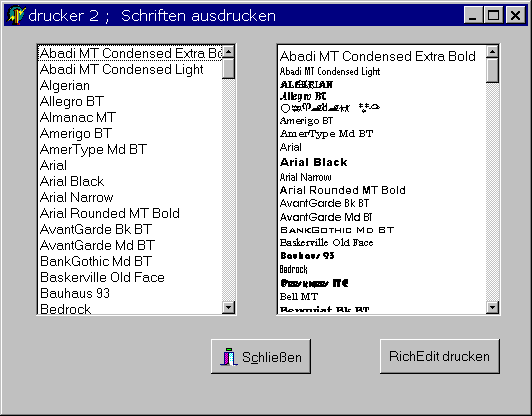 drucker 2 ;  Schriften ausdrucken
Abadi MT Condensed Extra Bo
Abadi MT Condensed Light
Algerian
Allegro BT
Almanac MT
Amerigo BT
AmerType Md BT
Arial
Arial Black
Arial Narrow
Arial Rounded MT Bold
AvantGarde Bk BT
AvantGarde Md BT
BankGothic Md BT
Baskerville Old Face
Bauhaus 93
Bedrock
Abadi MT Condensed Extra Bold
Abadi MT Condensed Light
ALGERIAN
Allegro BT
Amerigo BT
AmerType Md BT
Arial
Arial Black
Arial Narrow
Arial Rounded MT Bold
AvantGarde Bk BT
AvantGarde Md BT
BANKGOTHIC MD BT
Baskerville Old Face
Bauhaus 93
Bedrock
ITC
Bell MT
Benguiat Bk BT
Schließen
RichEdit drucken